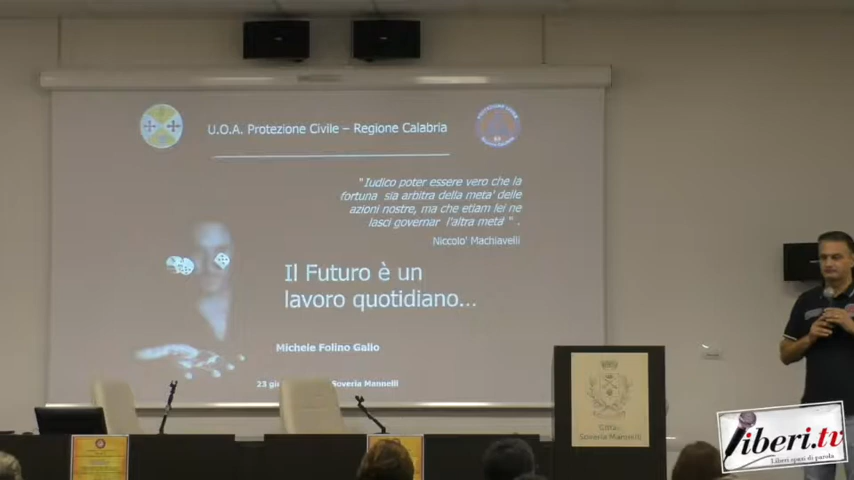 U.O.A. Protezione Civile – Regione Calabria
"Iudico poter essere vero che la
fortuna sia arbitra della meta' delle
azioni nostre, ma che etiam lei ne
lasci governar l'altra metá " .
Niccolo' Machiavelli
Il Futuro è un
lavoro quotidiano...
Michele Folino Gallo
23 Soveria Mannelli
Soveria Mannelli
liberi.tv
Liberi spazi di parola